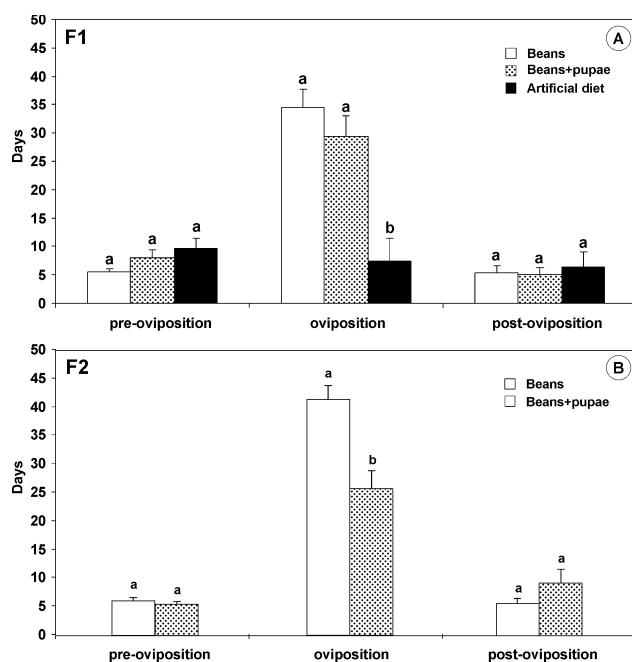 F1
A
50
45
40
35
30
25
20
15
10
5
0
Days
Beans
Beans+pupae
Artificial diet
a a a
a a b
a a a
pre-oviposition oviposition post-oviposition
F2
B
50
45
40
35
30
25
20
15
10
5
0
Days
Beans
Beans+pupae
a a
a b
a a
pre-oviposition oviposition post-oviposition